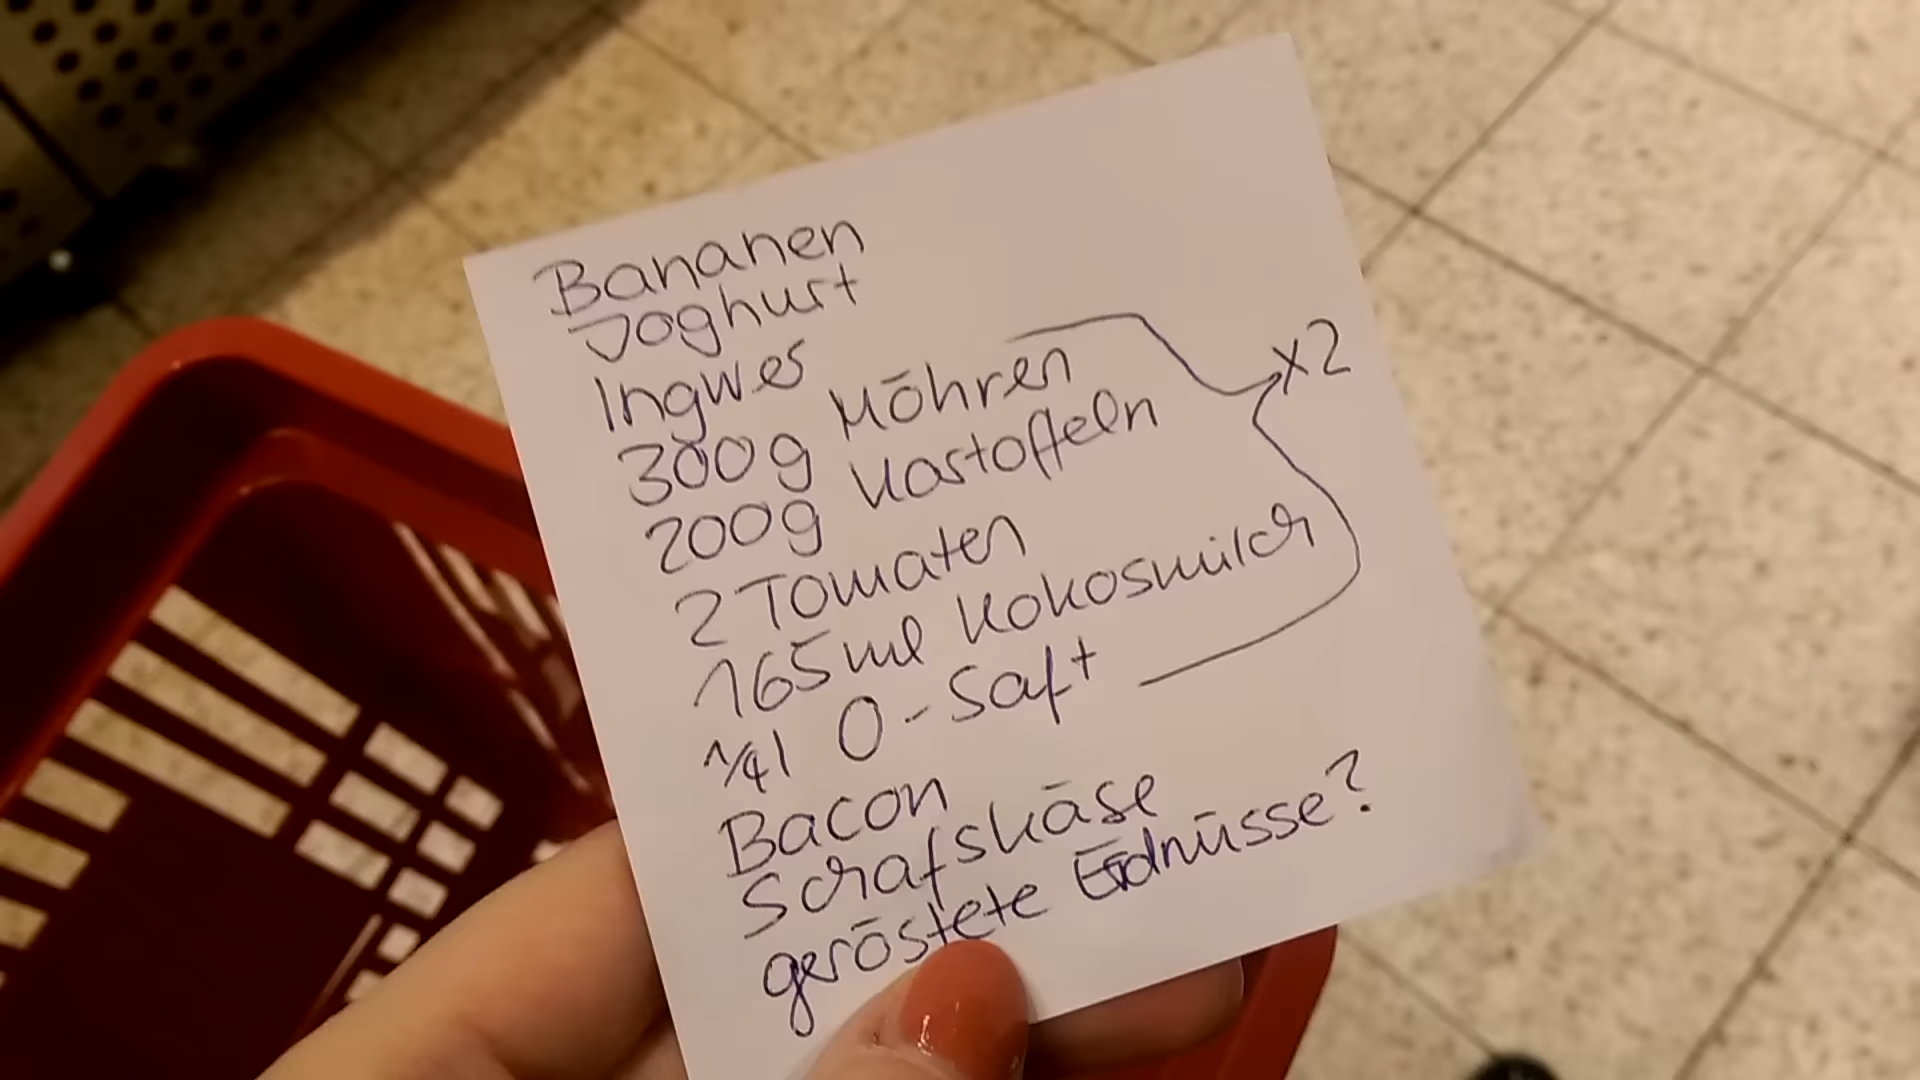 Bananen
Joghurt
Ingwer
300g Möhren x2
200g Kartoffeln
2 Tomaten
165ml Kokosmilch
1/4l O-Saft
Bacon
Schafskäse
geröstete Erdnüsse?